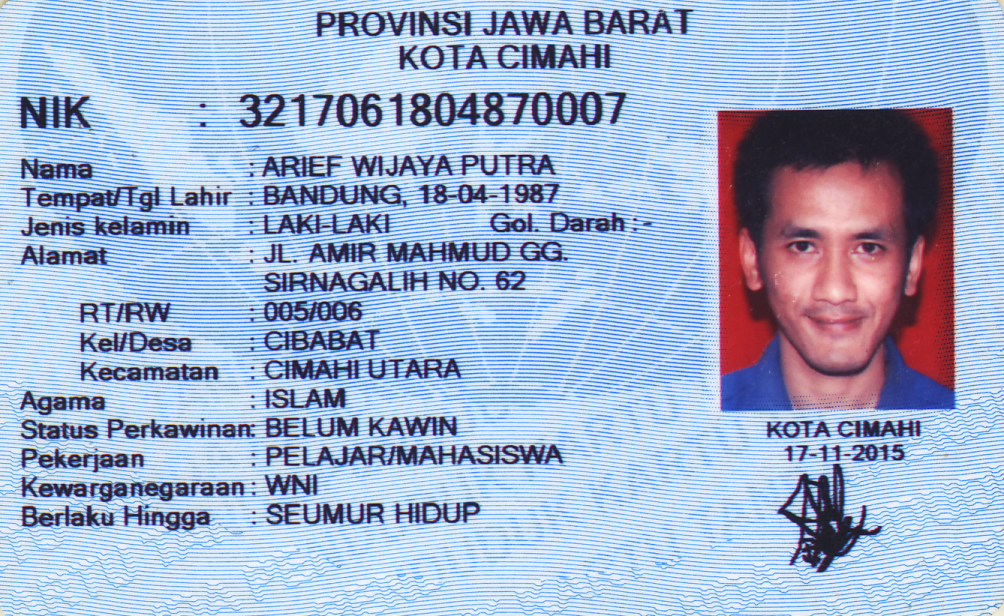 PROVINSI JAWA BARAT
KOTA CIMAHI
NIK : 3217061804870007
Nama : ARIEF WIJAYA PUTRA
Tempat/Tgl Lahir : BANDUNG, 18-04-1987
Jenis kelamin : LAKI-LAKI Gol. Darah : -
Alamat : JL. AMIR MAHMUD GG.
SIRNAGALIH NO. 62
RT/RW : 005/006
Kel/Desa : CIBABAT
Kecamatan : CIMAHI UTARA
Agama : ISLAM
Status Perkawinan: BELUM KAWIN
Pekerjaan : PELAJAR/MAHASISWA
Kewarganegaraan : WNI
Berlaku Hingga : SEUMUR HIDUP
KOTA CIMAHI
17-11-2015